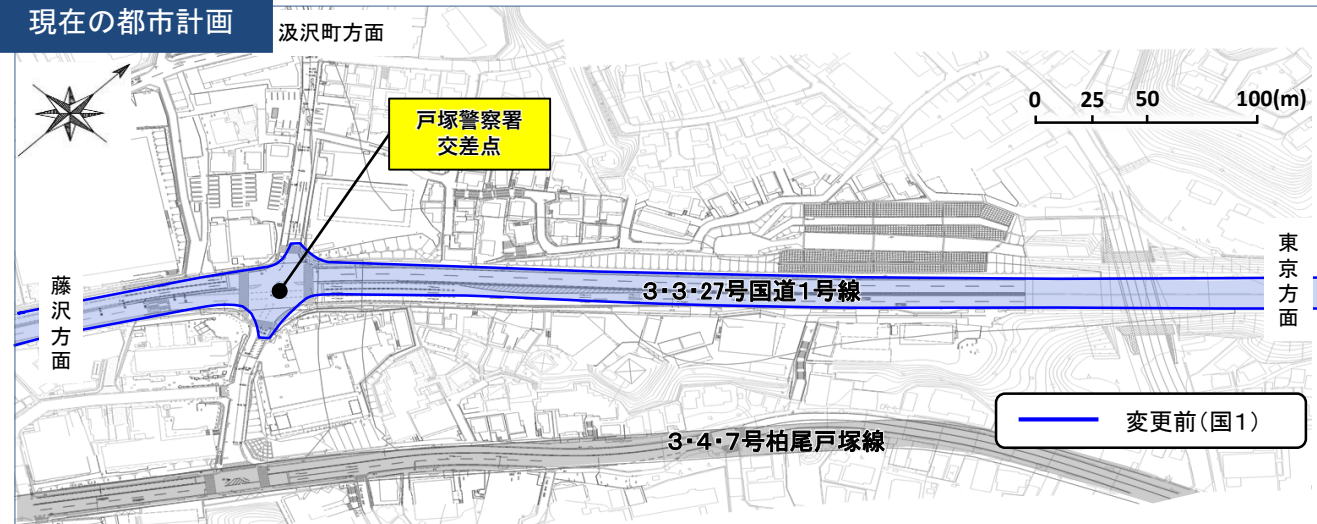 現在の都市計画
汲沢町方面
戸塚警察署
交差点
0 25 50 100(m)
藤沢方面
3・3・27号国道1号線
東京方面
変更前(国1)
3・4・7号柏尾戸塚線